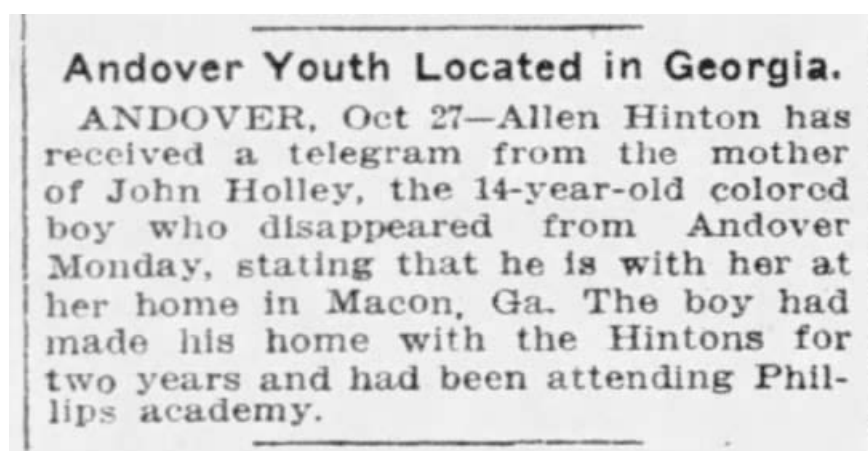 Andover Youth Located in Georgia.
ANDOVER, Oct 27—Allen Hinton has
received a telegram from the mother
of John Holley, the 14-year-old colored
boy who disappeared from Andover
Monday, stating that he is with her at
her home in Macon, Ga. The boy had
made his home with the Hintons for
two years and had been attending Phil-
lips academy.